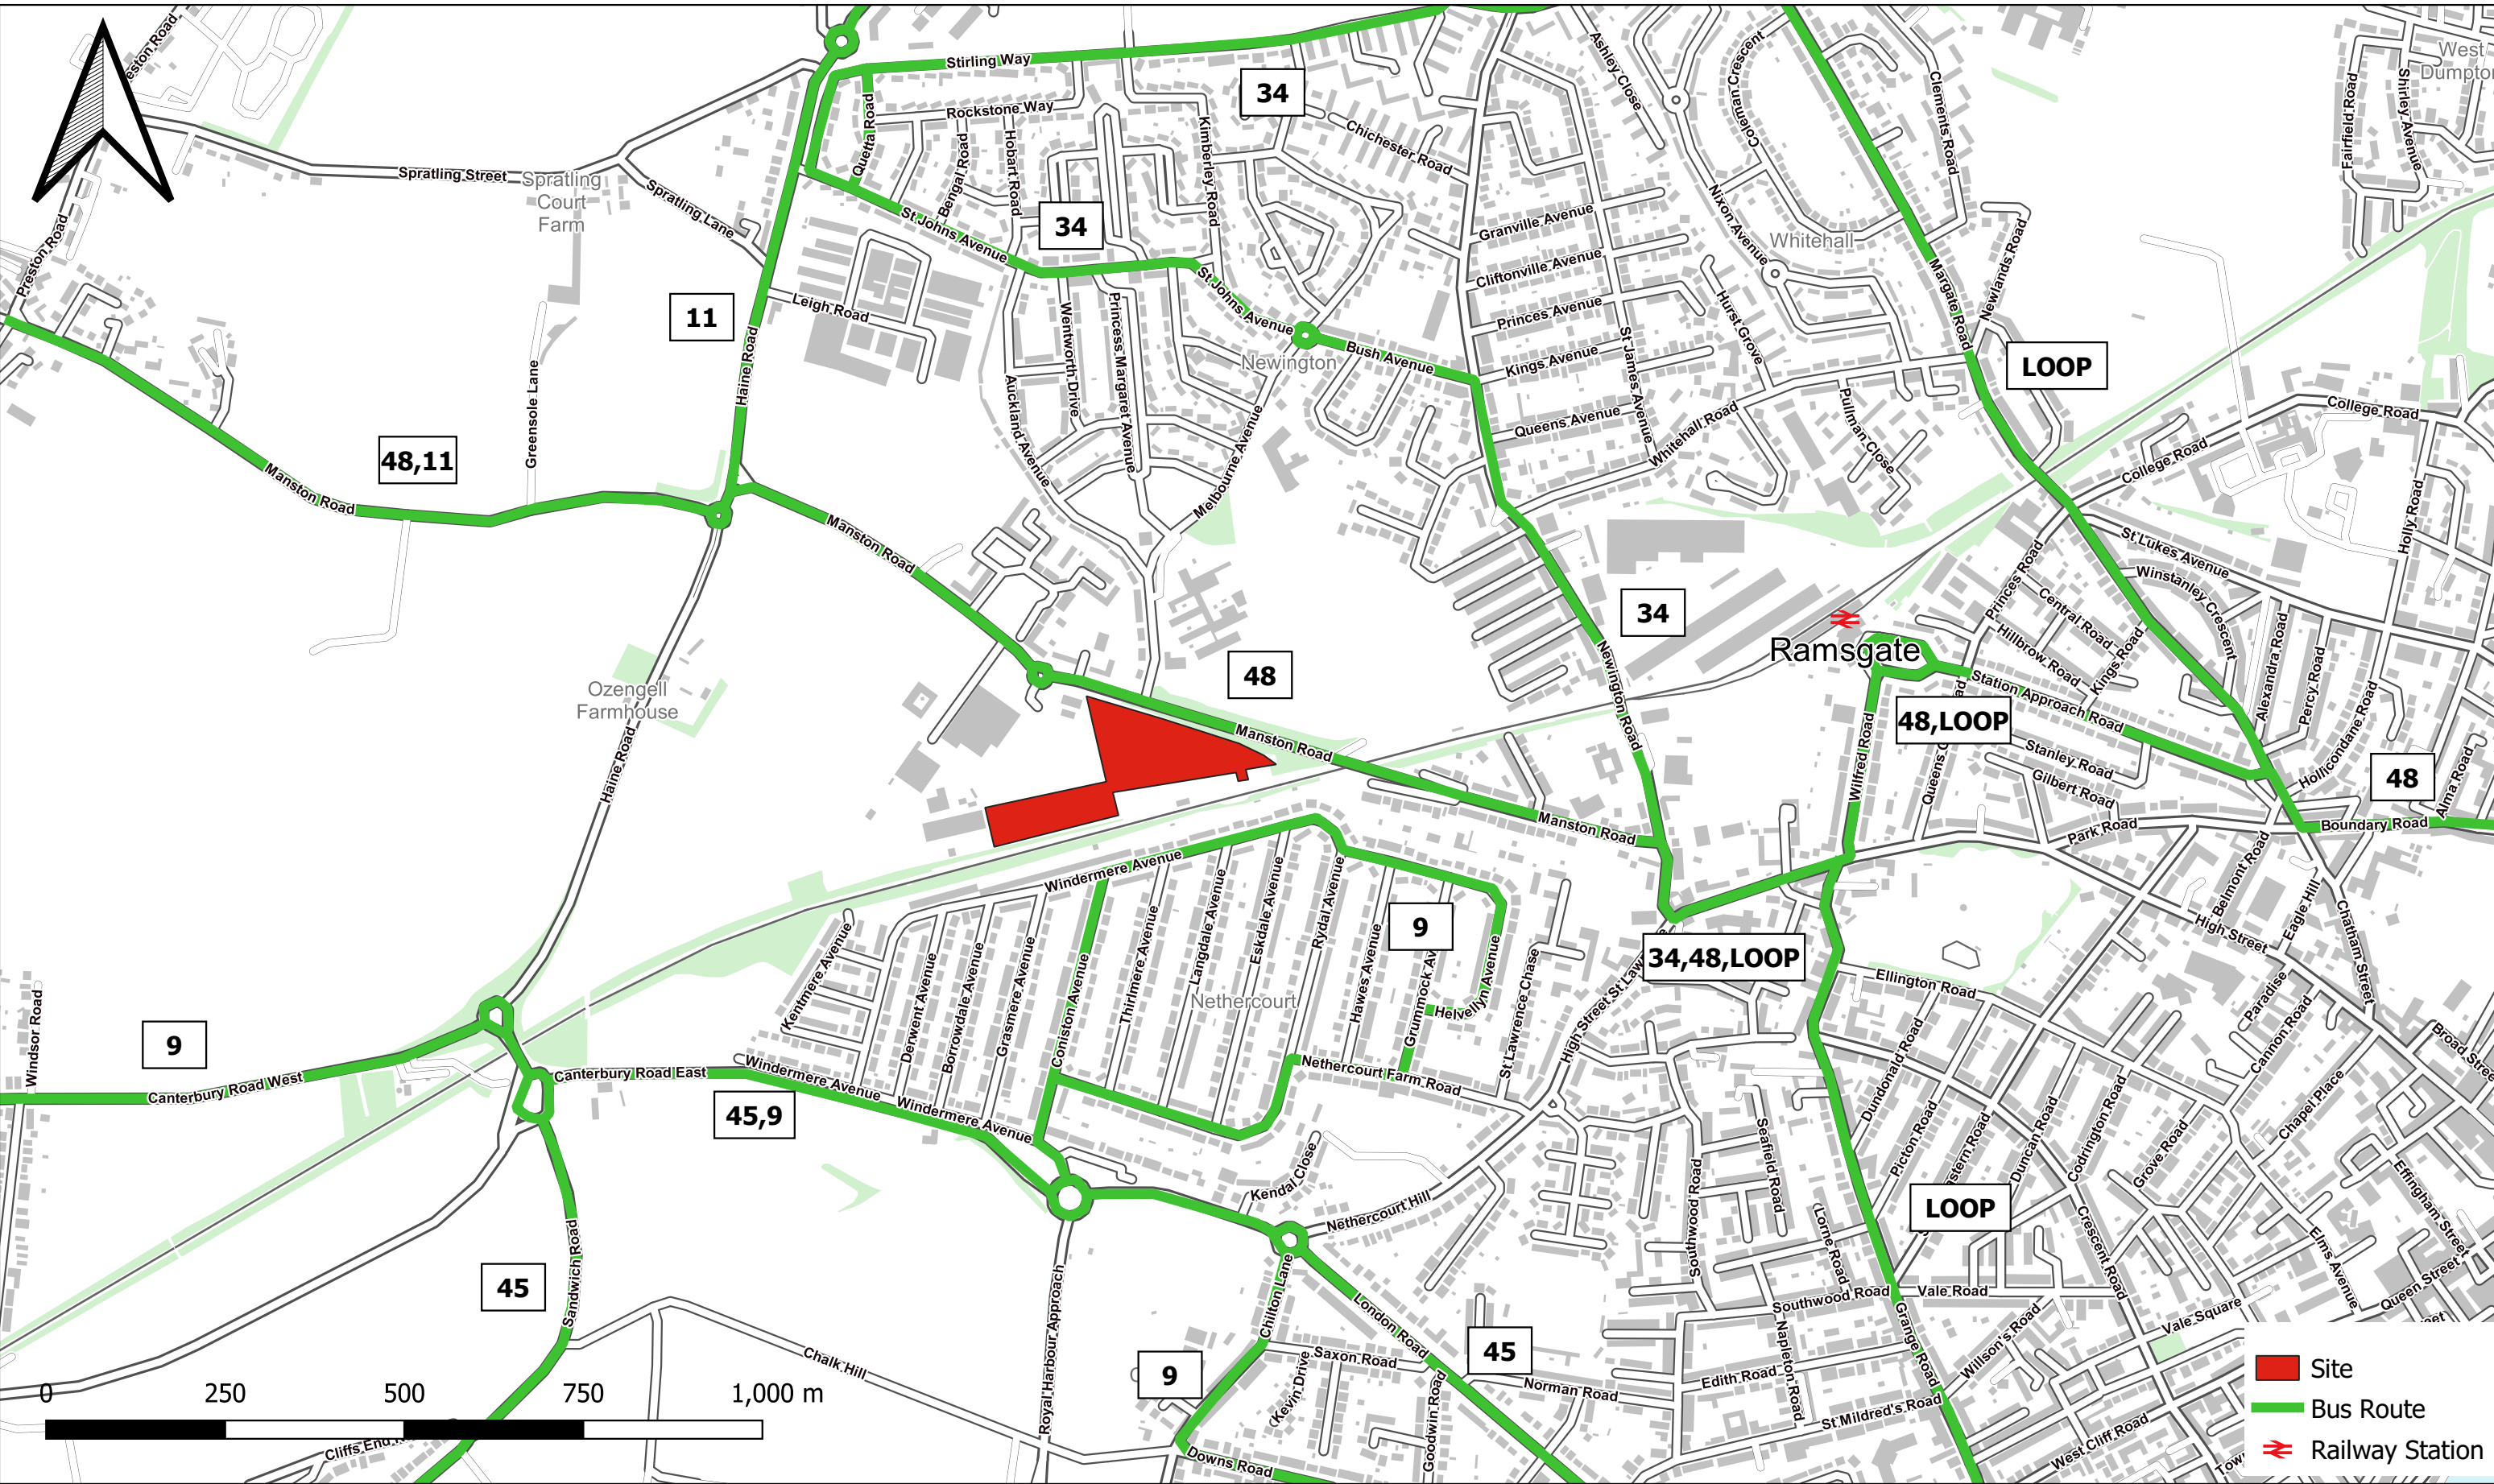 eston Road
Stirling Way
34
Ashley Close
Coleman Crescent
Clements Road
West
Dumpto
Fairfield Road
Shirley Avenue
Rockstone Way
Quetta Road
Bengal Road
Hobart Road
Kimberley Road
Chichester Road
Spratling Street
Spratling
Court
Farm
Spratling Lane
Preston Road
St Johns Avenue
34
Granville Avenue
Nixon Avenue
Whitehall
Newlands Road
Cliftonville Avenue
Margate Road
11
Leigh Road
Haine Road
Wentworth Drive
Princess Margaret Avenue
St Johns Avenue
Newington
Bush Avenue
Princes Avenue
Hurst Grove
Kings Avenue
St James Avenue
LOOP
Greensole Lane
Auckland Avenue
Melbourne Avenue
Queens Avenue
Whitehall Road
Pullman Close
College Road
College Road
Holly Road
48,11
Manston Road
Manston Road
St Lukes Avenue
Winstanley Crescent
Princes Road
Central Road
Hillbrow Road
Kings Road
Alexandra Road
Percy Road
Hollicondane Road
34
Newington Road
Ramsgate
48
Ozengell
Farmhouse
Haine Road
Manston Road
Station Approach Road
48,LOOP
Wilfred Road
Stanley Road
Gilbert Road
48
Alma Road
Manston Road
Park Road
Boundary Road
Windermere Avenue
Belmont Road
Eagle Hill
High Street
Chatham Street
Kentmere Avenue
Derwent Avenue
Borrowdale Avenue
Grasmere Avenue
Coniston Avenue
Thirlmere Avenue
Langdale Avenue
Eskdale Avenue
Rydal Avenue
Hawes Avenue
9
Grummock Av
Helvellyn Avenue
St Lawrence Chase
Nethercourt
High Street St Law
34,48,LOOP
Ellington Road
Paradise
Cannon Road
Broad Stree
Windsor Road
9
Canterbury Road West
Canterbury Road East
Windermere Avenue
Windermere Avenue
45,9
Nethercourt Farm Road
Dundonald Road
Picton Road
Duncan Road
Codrington Road
Grove Road
Chapel Place
Seafield Road
Southwood Road
Effingham Street
Elms Avenue
Queen Street
Kendal Close
Nethercourt Hill
LOOP
Lorne Road
Crescent Road
45
Sandwich Road
Chalk Hill
Royal Harbour Approach
Chilton Lane
London Road
Saxon Road
Kevin Drive
45
9
Norman Road
Goodwin Road
Downs Road
Southwood Road
Vale Road
Vale Square
Napleton Road
Edith Road
Grange Road
Willson's Road
St Mildred's Road
West Cliff Road
0 250 500 750 1,000 m
Site
Bus Route
Railway Station